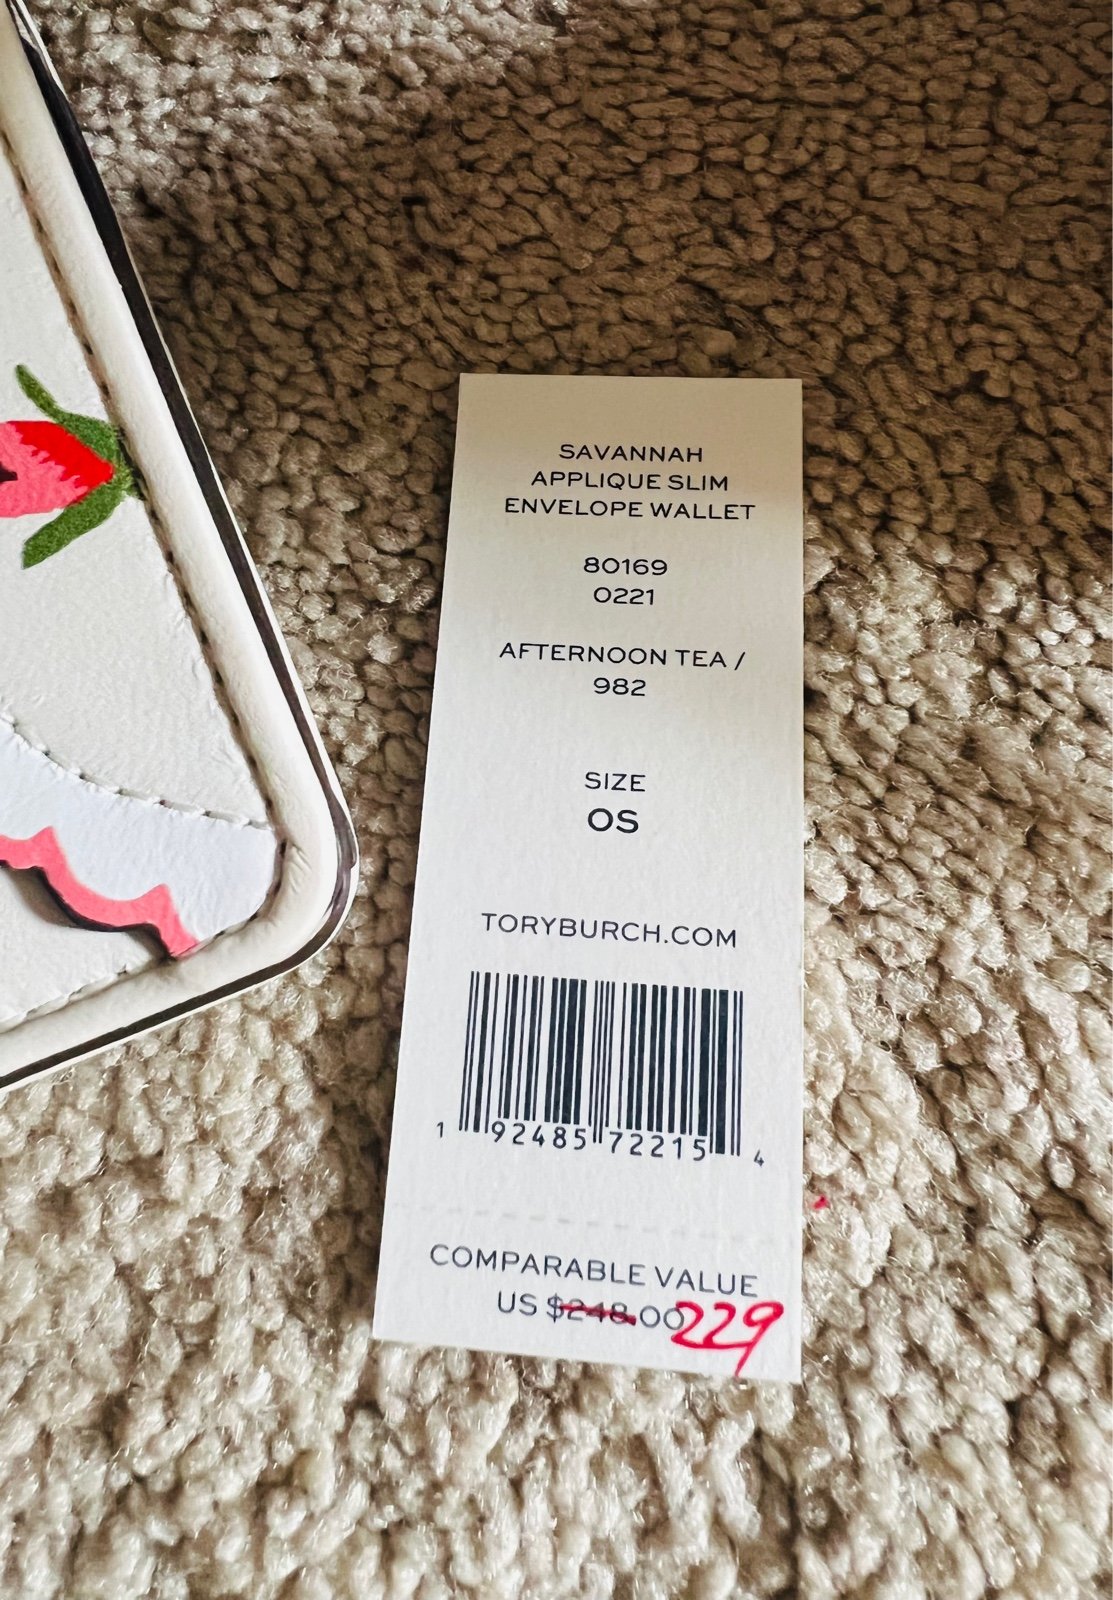 SAVANNAH
APPLIQUE SLIM
ENVELOPE WALLET
80169
0221
AFTERNOON TEA /
982
SIZE
OS
TORYBURCH.COM
1 92485 72215 4
COMPARABLE VALUE
US $248.00 229